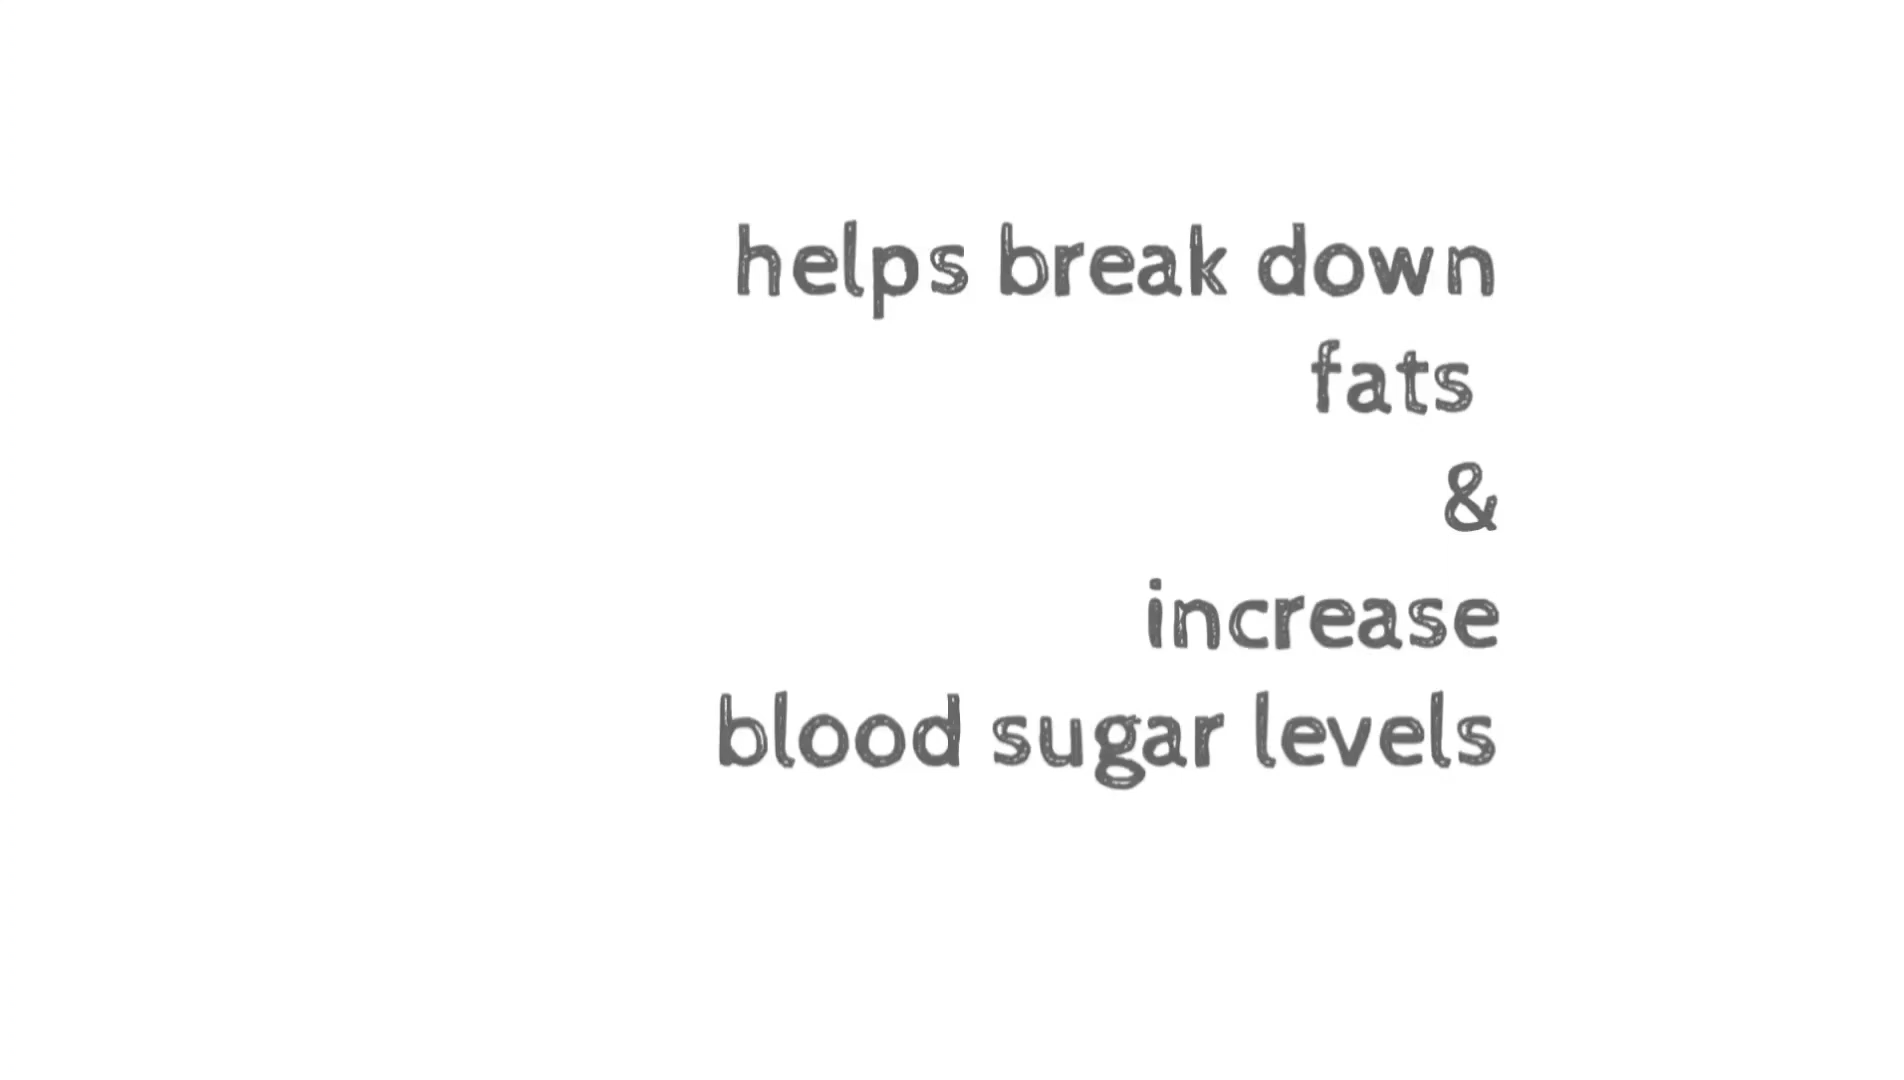 helps break down
fats
&
increase
blood sugar levels